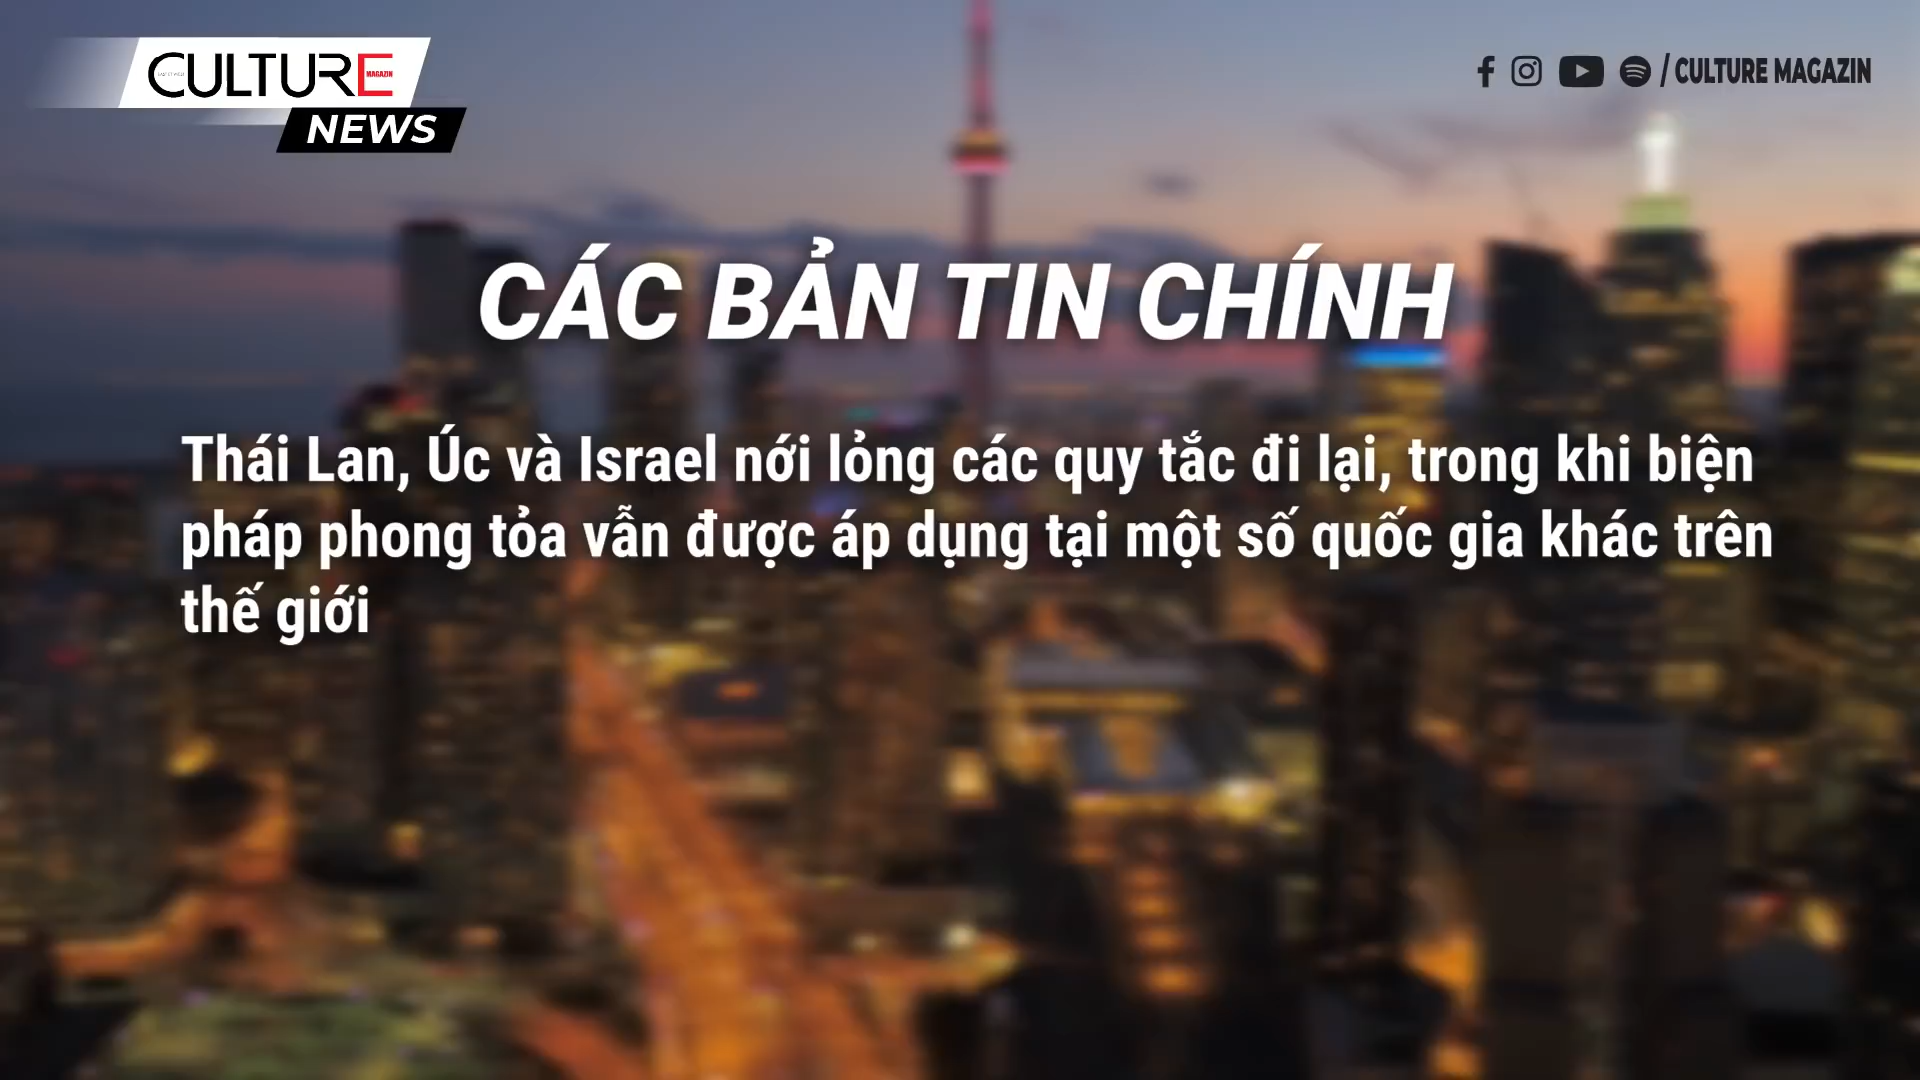 CULTURE
MAGAZIN
NEWS
/ CULTURE MAGAZIN
CÁC BẢN TIN CHÍNH
Thái Lan, Úc và Israel nới lỏng các quy tắc đi lại, trong khi biện
pháp phong tỏa vẫn được áp dụng tại một số quốc gia khác trên
thế giới